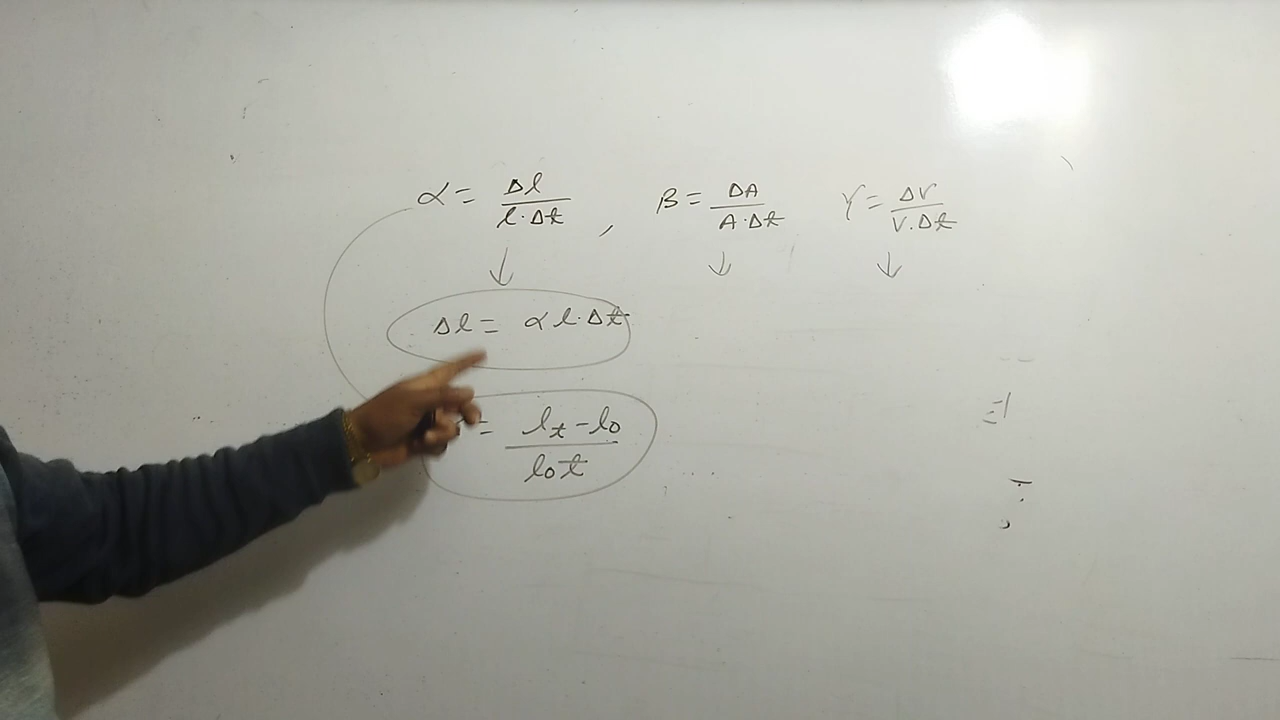 α = Δl / l·Δt , β = ΔA / A·Δt γ = ΔV / V·Δt
↓ ↓ ↓
Δl = α l·Δt
= lₜ - l₀ / l₀t
...